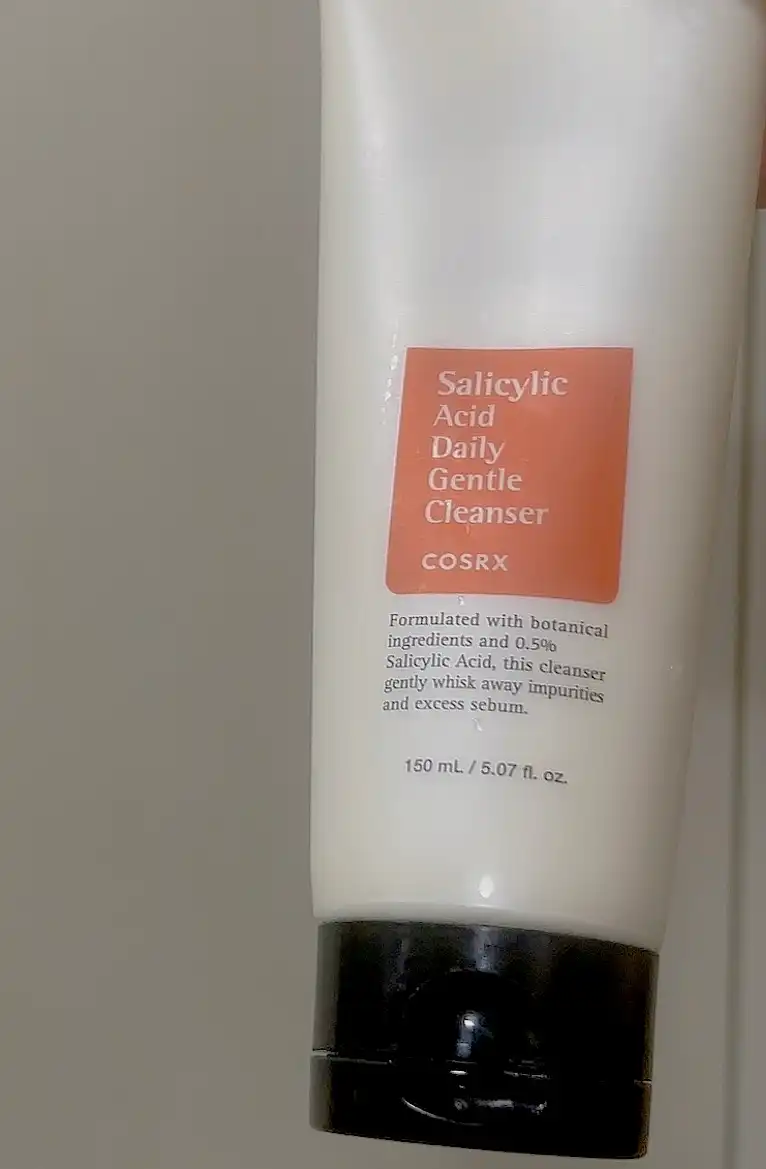 Salicylic
Acid
Daily
Gentle
Cleanser
COSRX
Formulated with botanical
ingredients and 0.5%
Salicylic Acid, this cleanser
gently whisk away impurities
and excess sebum.
150 mL / 5.07 fl. oz.